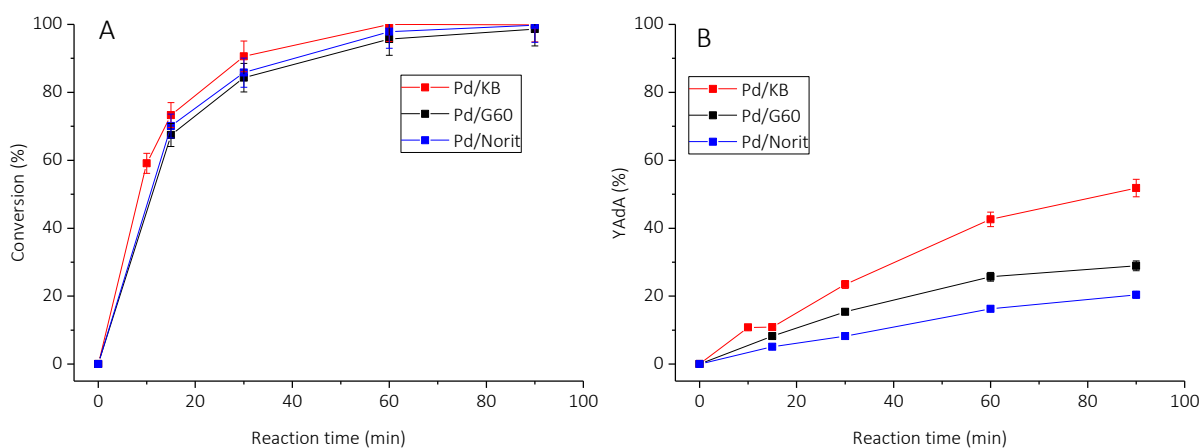 A
Conversion (%)
100
80
60
40
20
0
Pd/KB
Pd/G60
Pd/Norit
0 20 40 60 80 100
Reaction time (min)
B
YAdA (%)
100
80
60
40
20
0
Pd/KB
Pd/G60
Pd/Norit
0 20 40 60 80 100
Reaction time (min)